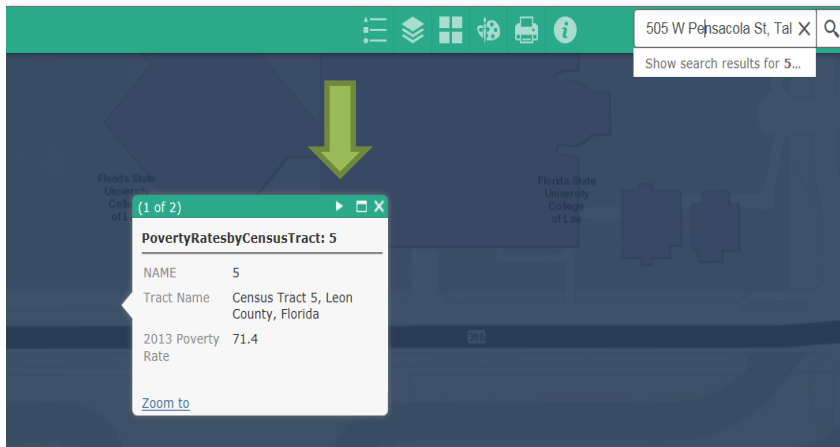 505 W Pensacola St, Tal
Show search results for 5...
Florida State
University
College
of Law
Florida State
University
College
of Law
(1 of 2)
PovertyRatesbyCensusTract: 5
NAME 5
Tract Name Census Tract 5, Leon
County, Florida
2013 Poverty 71.4
Rate
Zoom to
366